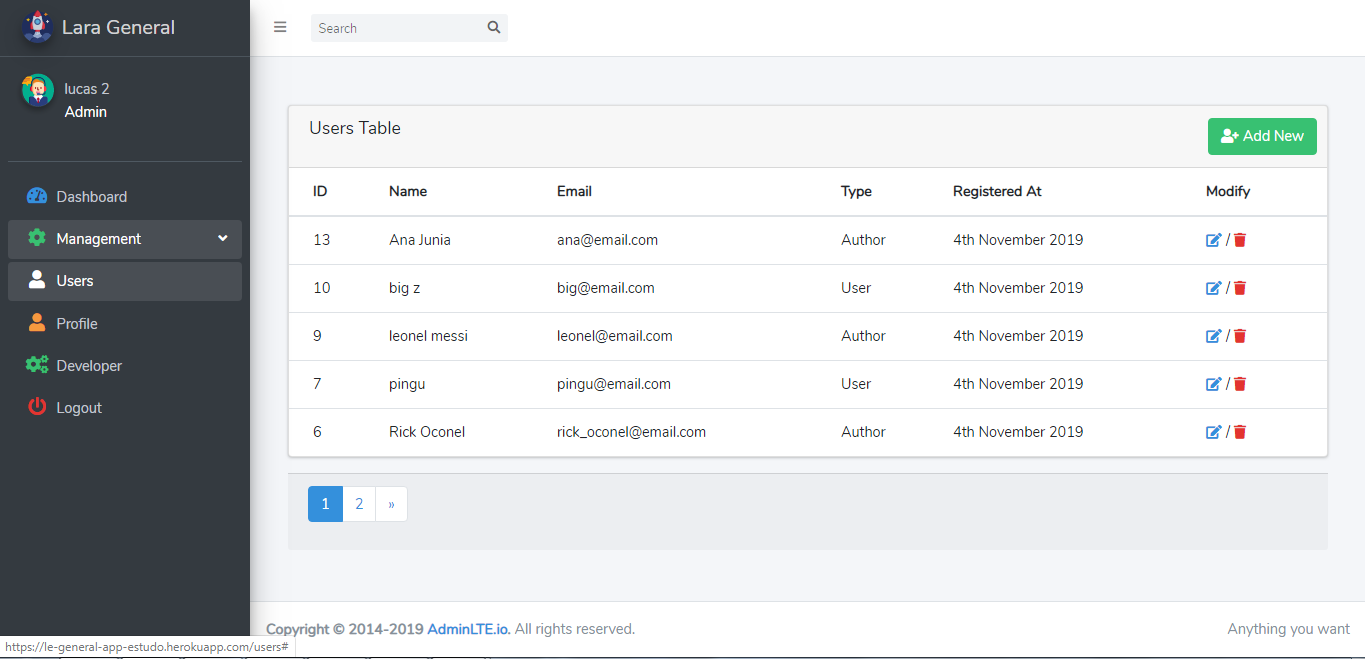 Lara General
Search
lucas 2
Admin
Users Table
Add New
Dashboard
Management
Users
Profile
Developer
Logout
ID Name Email Type Registered At Modify
13 Ana Junia ana@email.com Author 4th November 2019 /
10 big z big@email.com User 4th November 2019 /
9 leonel messi leonel@email.com Author 4th November 2019 /
7 pingu pingu@email.com User 4th November 2019 /
6 Rick Oconel rick_oconel@email.com Author 4th November 2019 /
1 2 »
Copyright © 2014-2019 AdminLTE.io. All rights reserved. Anything you want
https://le-general-app-estudo.herokuapp.com/users#